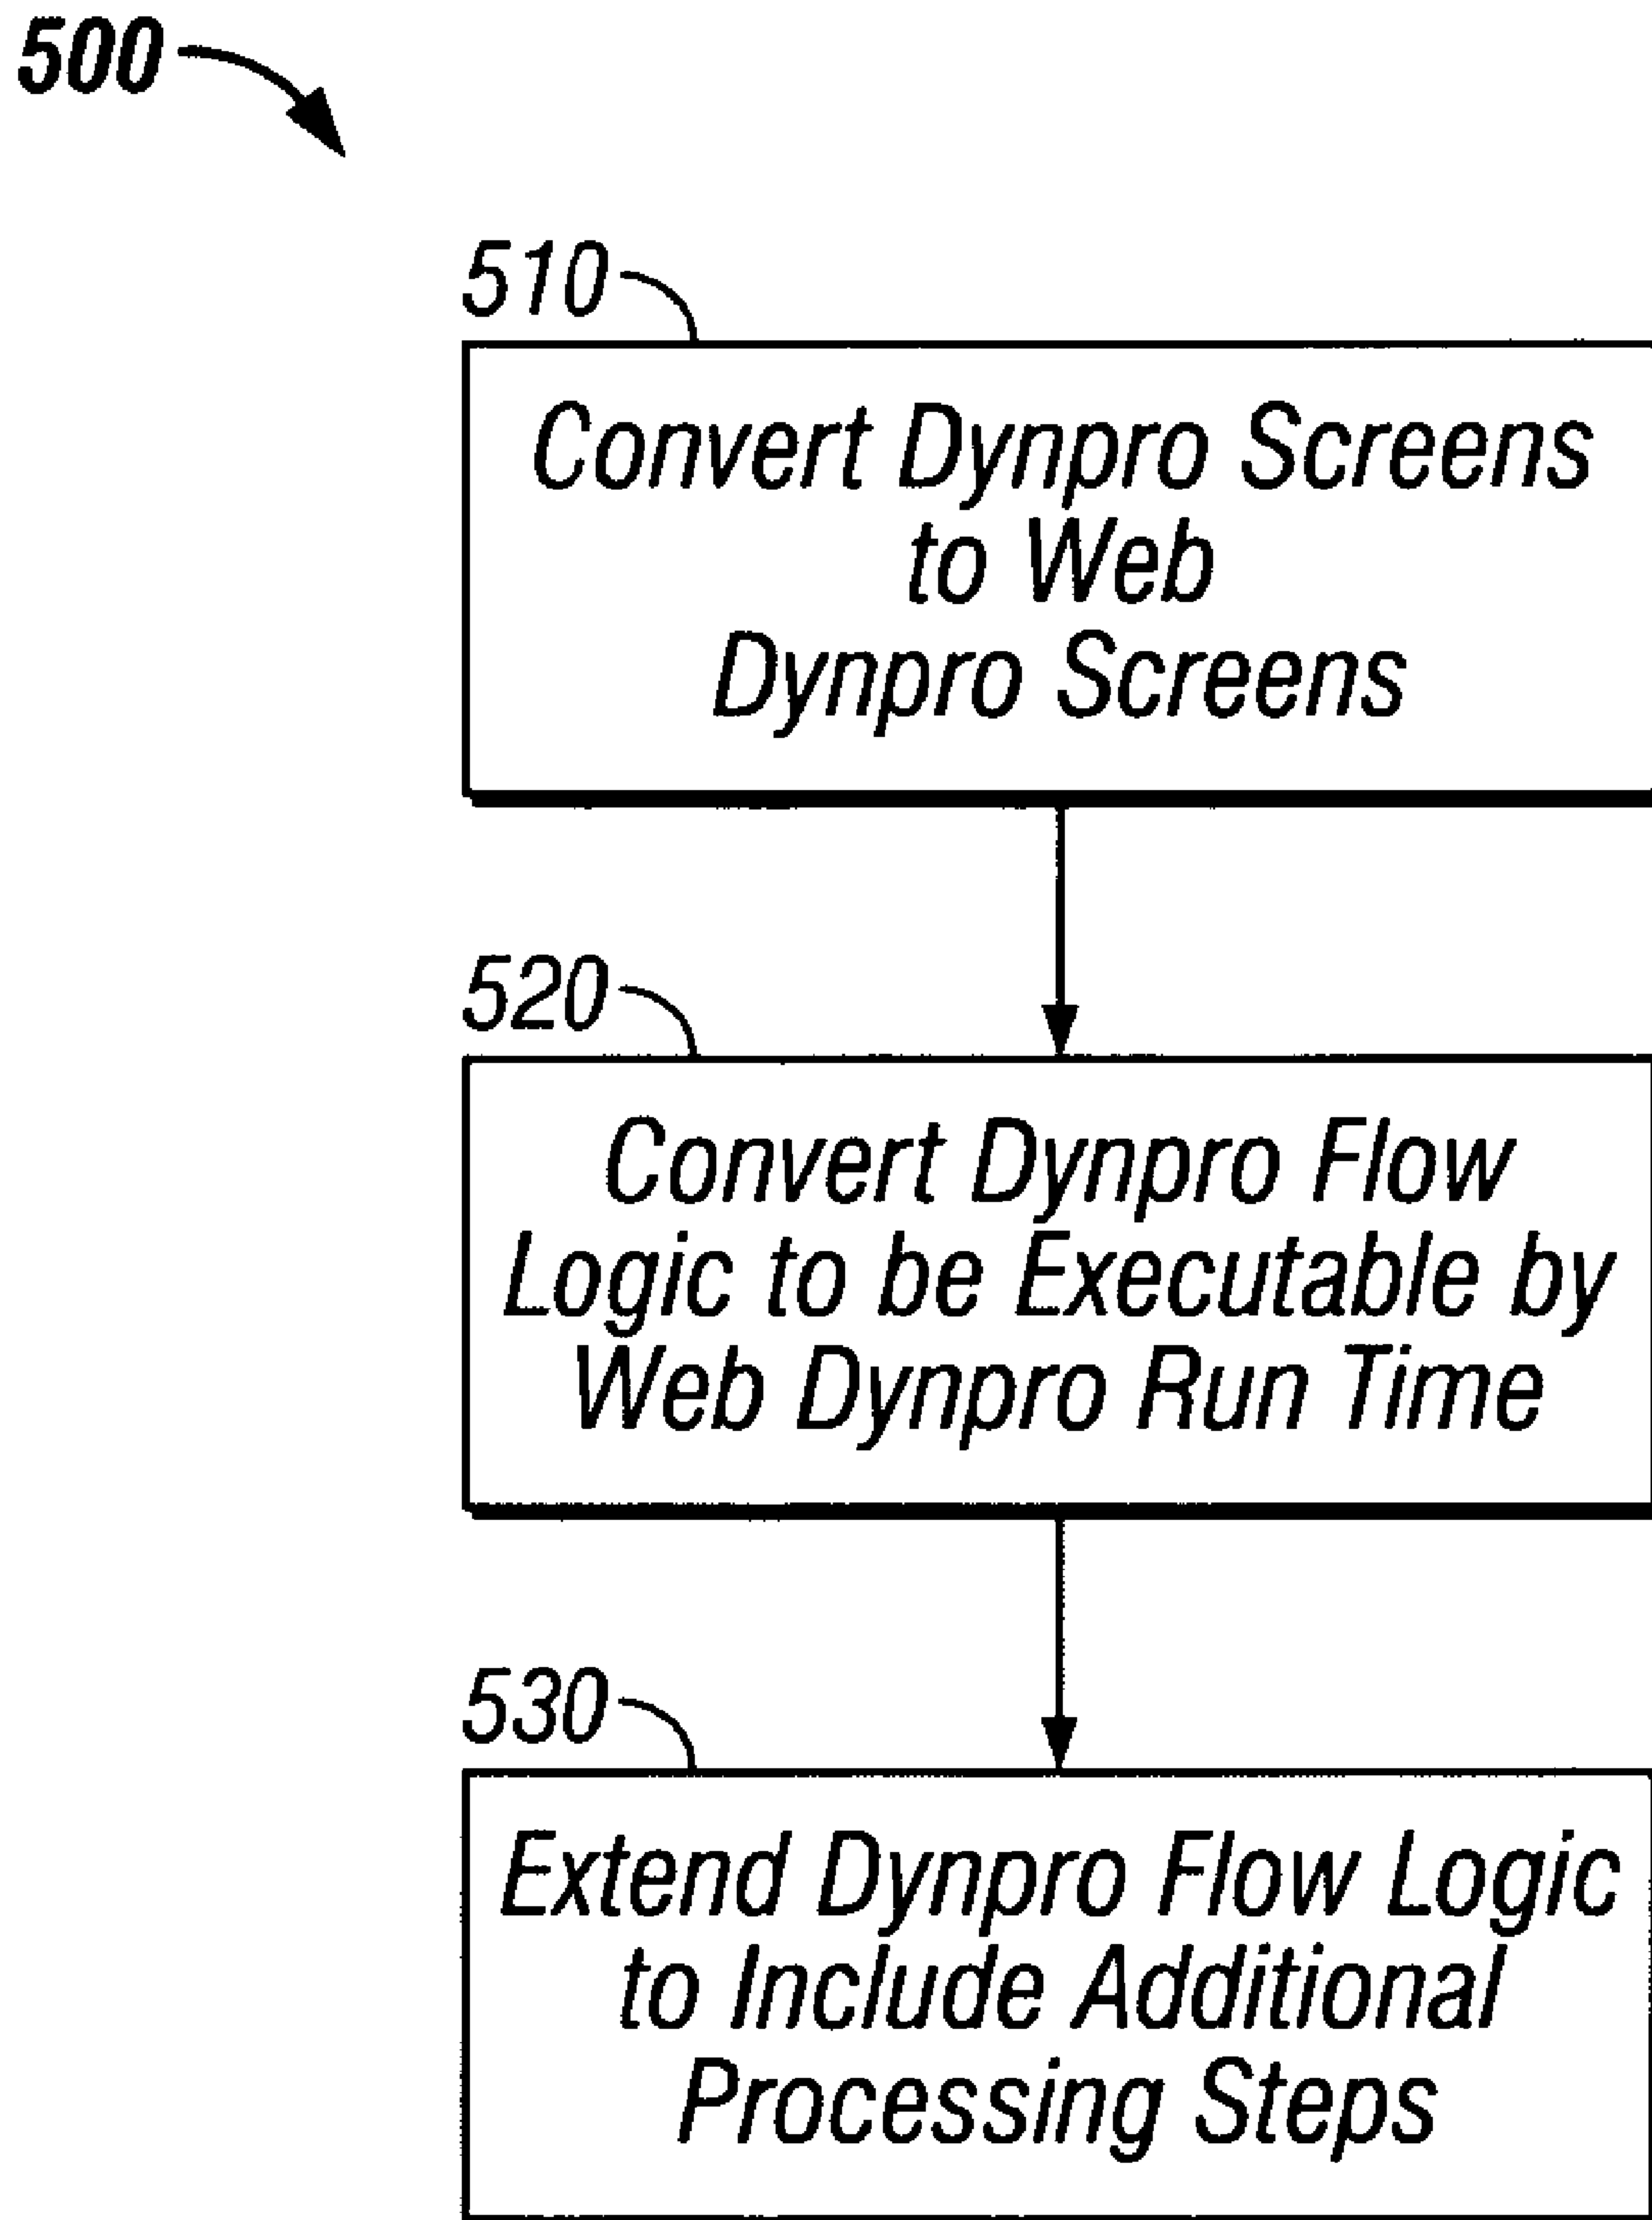 500
510
Convert Dynpro Screens
to Web
Dynpro Screens
520
Convert Dynpro Flow
Logic to be Executable by
Web Dynpro Run Time
530
Extend Dynpro Flow Logic
to Include Additional
Processing Steps